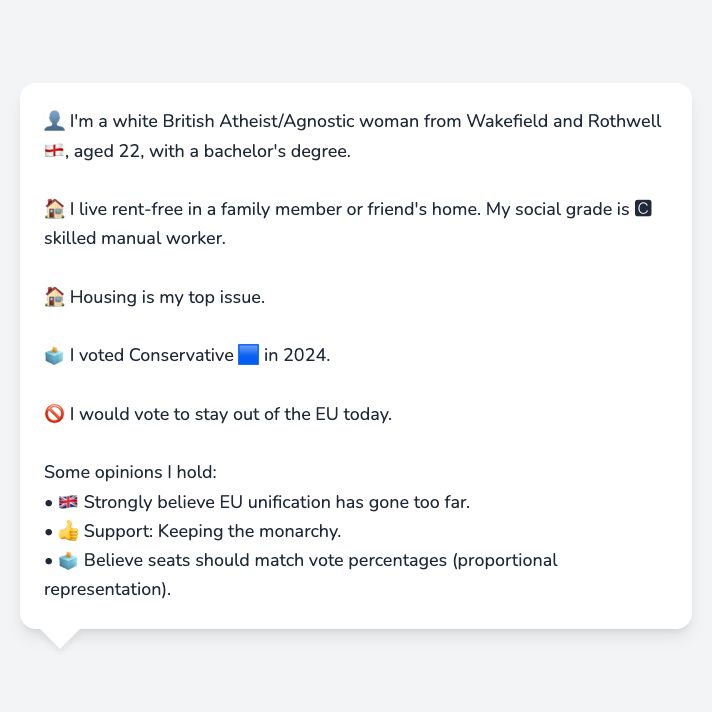 👤 I'm a white British Atheist/Agnostic woman from Wakefield and Rothwell
🏴󠁧󠁢󠁥󠁮󠁧󠁿, aged 22, with a bachelor's degree.
🏠 I live rent-free in a family member or friend's home. My social grade is 🅲
skilled manual worker.
🏠 Housing is my top issue.
🗳️ I voted Conservative 🟦 in 2024.
🚫 I would vote to stay out of the EU today.
Some opinions I hold:
• 🇬🇧 Strongly believe EU unification has gone too far.
• 👍 Support: Keeping the monarchy.
• 🗳️ Believe seats should match vote percentages (proportional
representation).